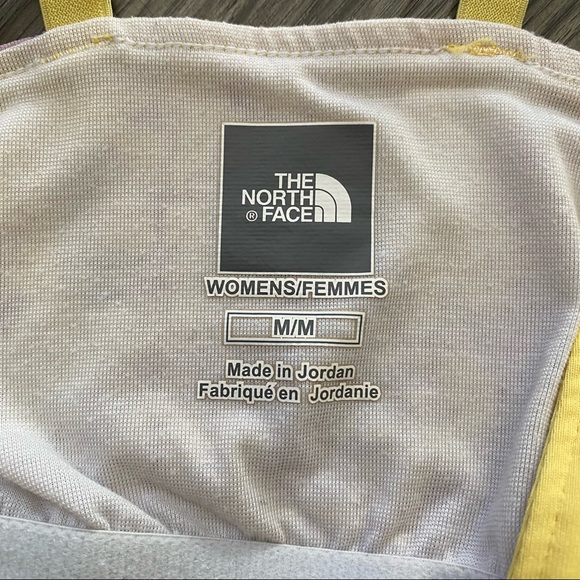 THE
NORTH
® FACE
WOMENS/FEMMES
M/M
Made in Jordan
Fabriqué en Jordanie